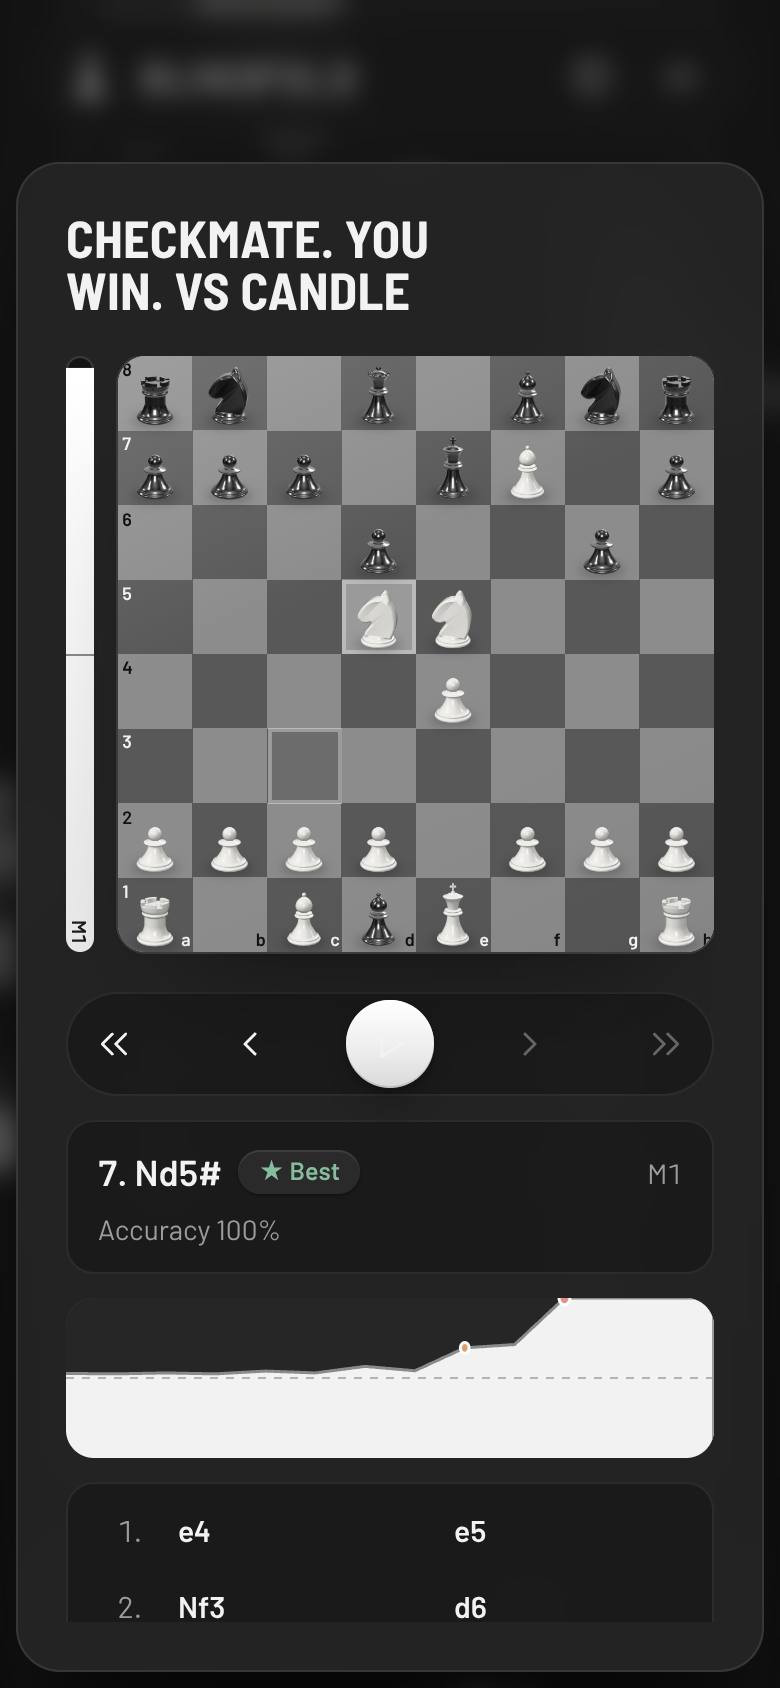 CHECKMATE. YOU
WIN. VS CANDLE
8
7
6
5
4
3
2
1
a b c d e f g h
M1
7. Nd5# ★ Best M1
Accuracy 100%
1. e4 e5
2. Nf3 d6